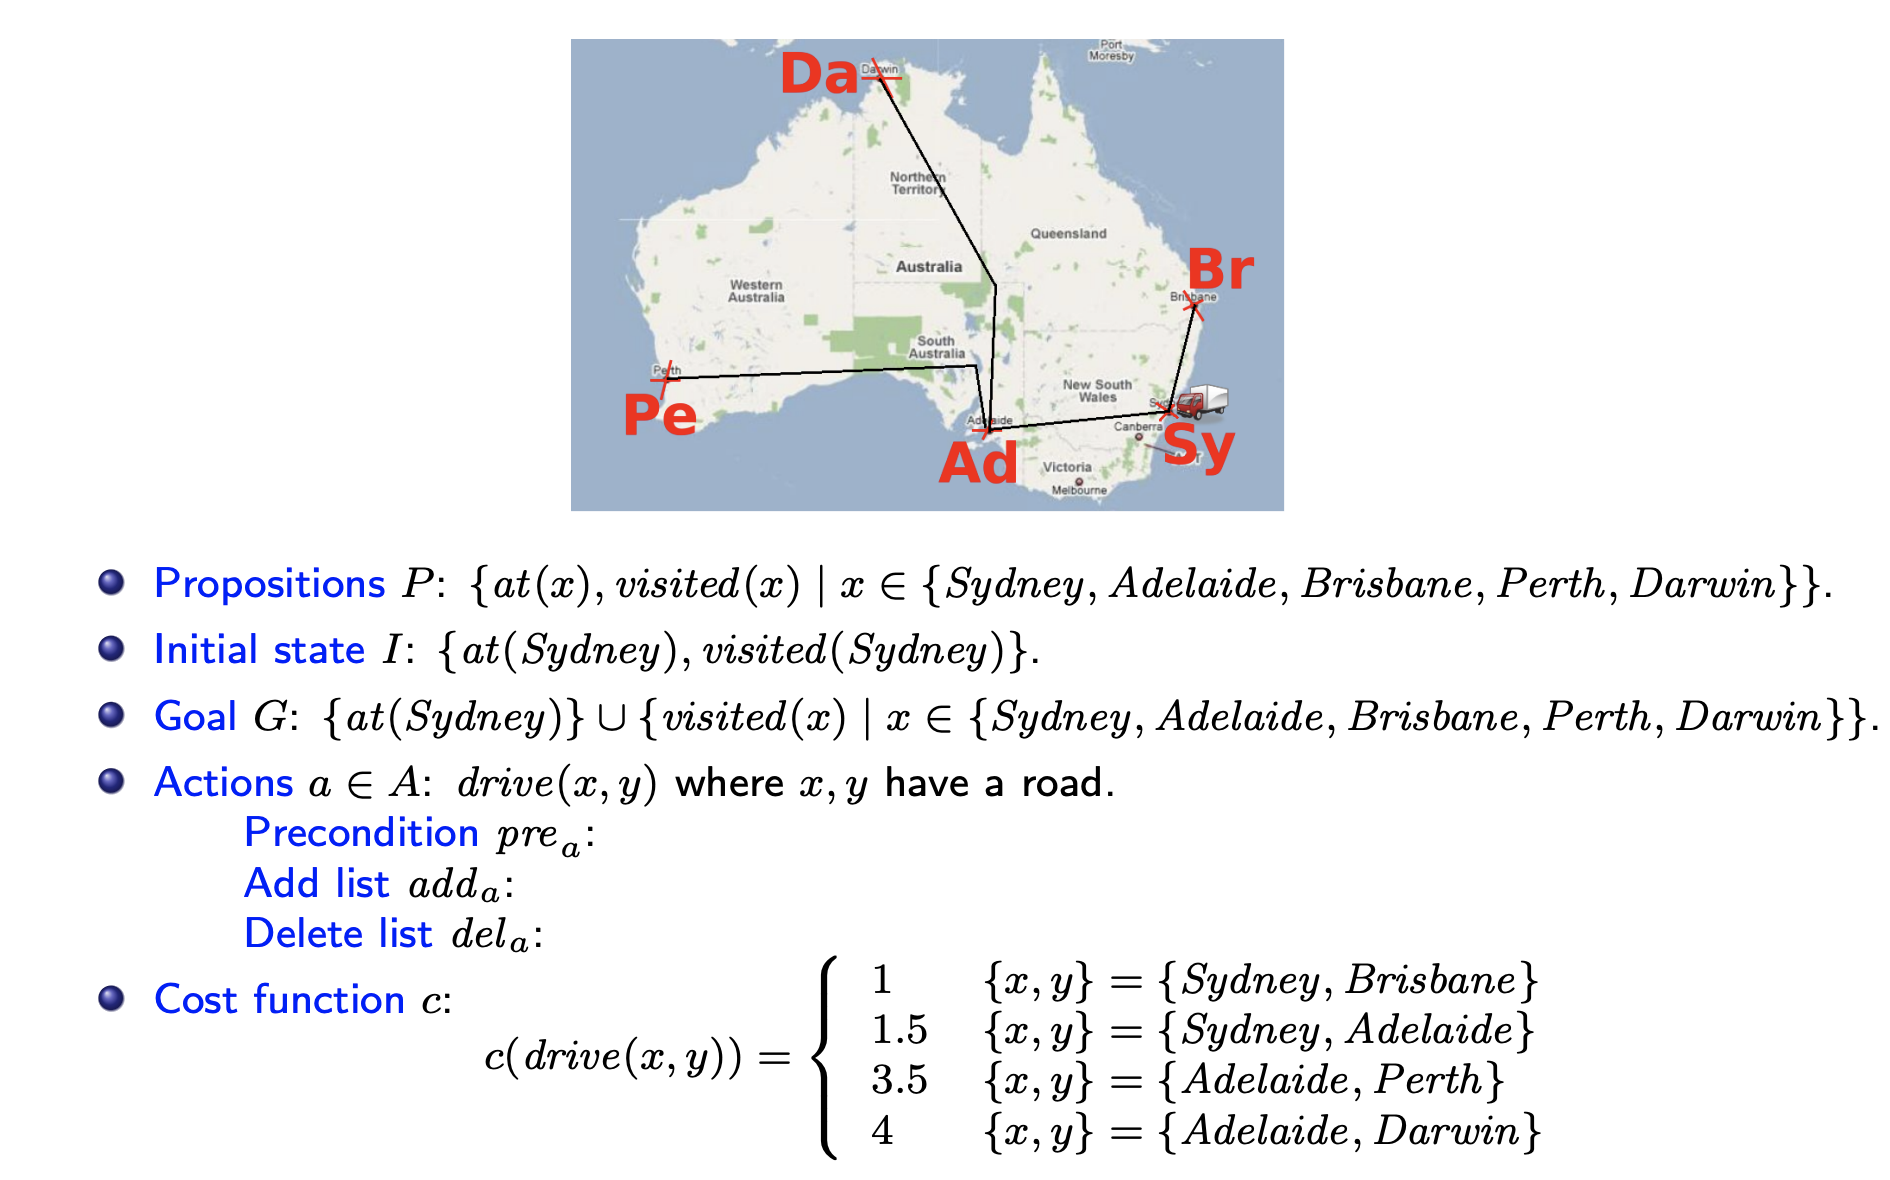 Port
Moresby
Da
Darwin
Northern
Territory
Queensland
Australia
Br
Brisbane
Western
Australia
South
Australia
Perth
Pe
New South
Wales
Adelaide
Ad
Canberra
Sy
Victoria
Melbourne
Propositions P: {at(x), visited(x) | x ∈ {Sydney, Adelaide, Brisbane, Perth, Darwin}}.
Initial state I: {at(Sydney), visited(Sydney)}.
Goal G: {at(Sydney)} ∪ {visited(x) | x ∈ {Sydney, Adelaide, Brisbane, Perth, Darwin}}.
Actions a ∈ A: drive(x, y) where x, y have a road.
Precondition pre_a:
Add list add_a:
Delete list del_a:
Cost function c:
c(drive(x, y)) = {
1 {x, y} = {Sydney, Brisbane}
1.5 {x, y} = {Sydney, Adelaide}
3.5 {x, y} = {Adelaide, Perth}
4 {x, y} = {Adelaide, Darwin}